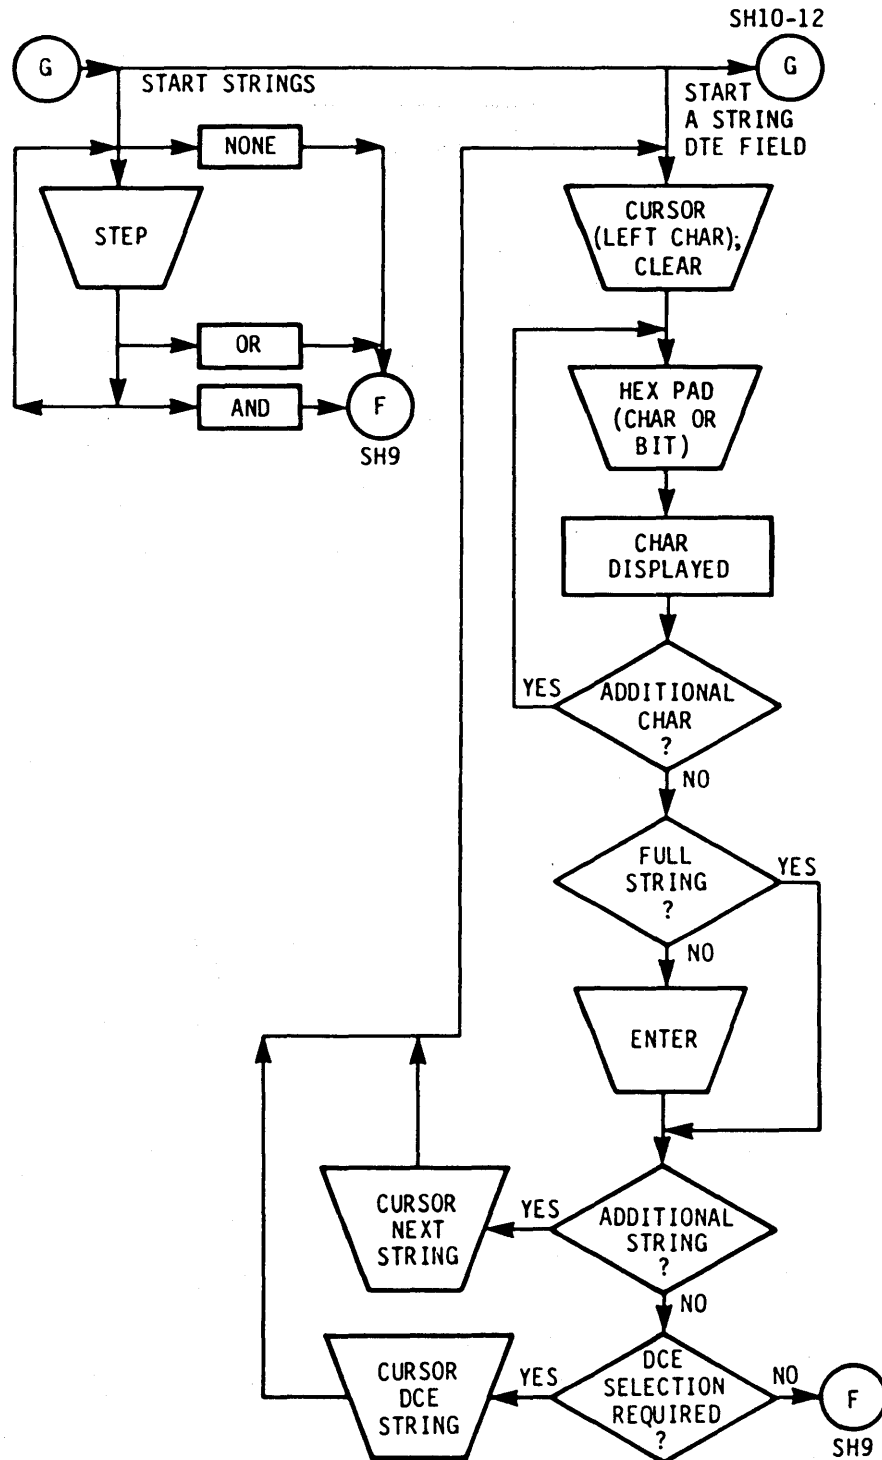 SH10-12
G
G
START STRINGS
START
A STRING
DTE FIELD
NONE
STEP
CURSOR
(LEFT CHAR);
CLEAR
OR
AND
F
SH9
HEX PAD
(CHAR OR
BIT)
CHAR
DISPLAYED
YES
ADDITIONAL
CHAR
?
NO
FULL
STRING
?
YES
NO
ENTER
CURSOR
NEXT
STRING
YES
ADDITIONAL
STRING
?
NO
CURSOR
DCE
STRING
YES
DCE
SELECTION
REQUIRED
?
NO
F
SH9